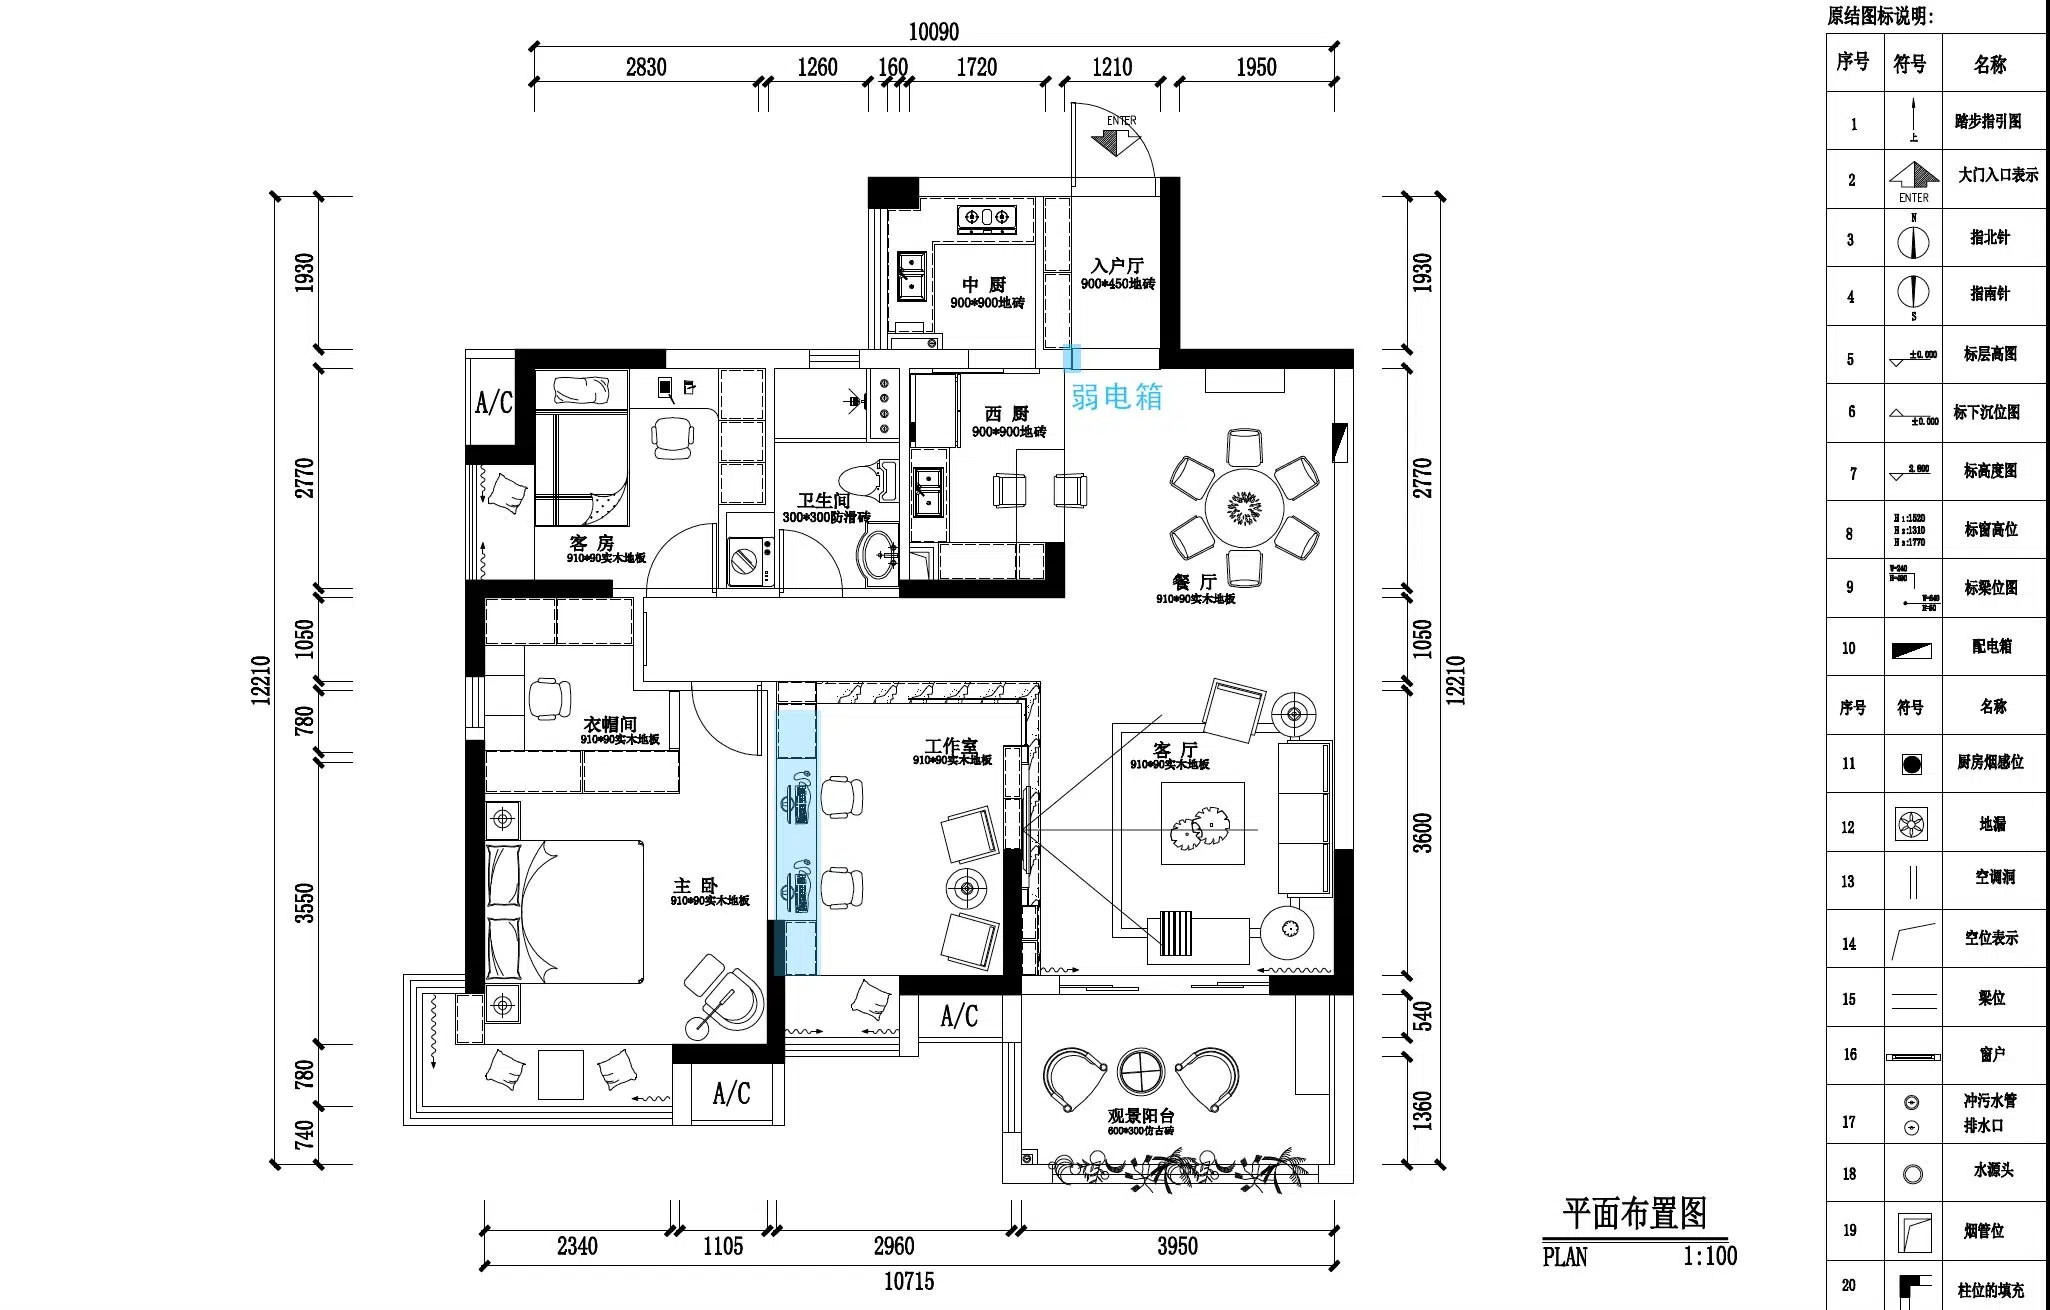 10090
2830
1260
160
1720
1210
1950
ENTER
1930
1930
中 厨
900*900地砖
入户厅
900*450地砖
A/C
弱电箱
西 厨
900*900地砖
2770
2770
卫生间
300*300防滑砖
客 房
910*90实木地板
餐 厅
910*90实木地板
1050
1050
12210
12210
780
衣帽间
910*90实木地板
工作室
910*90实木地板
客 厅
910*90实木地板
3600
3550
主 卧
910*90实木地板
A/C
540
780
A/C
1360
观景阳台
600*300仿古砖
740
2340
1105
2960
3950
10715
平面布置图
PLAN
1:100
原结图标说明:
序号 符号 名称
1 上 踏步指引图
2 ENTER 大门入口表示
3 N 指北针
4 S 指南针
5 ±0.000 标层高图
6 ±0.000 标下沉位图
7 2.600 标高度图
8 H1:1520 H2:1310 H3:1770 标窗高位
9 标梁位图
10 配电箱
序号 符号 名称
11 厨房烟感位
12 地漏
13 空调洞
14 空位表示
15 梁位
16 窗户
17 冲污水管
排水口
18 水源头
19 烟管位
20 柱位的填充